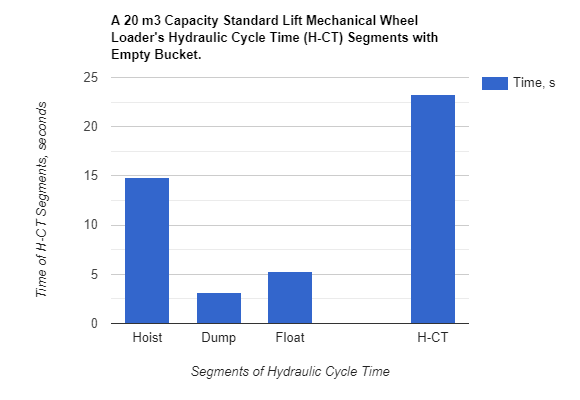 A 20 m3 Capacity Standard Lift Mechanical Wheel
Loader's Hydraulic Cycle Time (H-CT) Segments with
Empty Bucket.
Time, s
Time of H-CT Segments, seconds
25
20
15
10
5
0
Hoist
Dump
Float
H-CT
Segments of Hydraulic Cycle Time